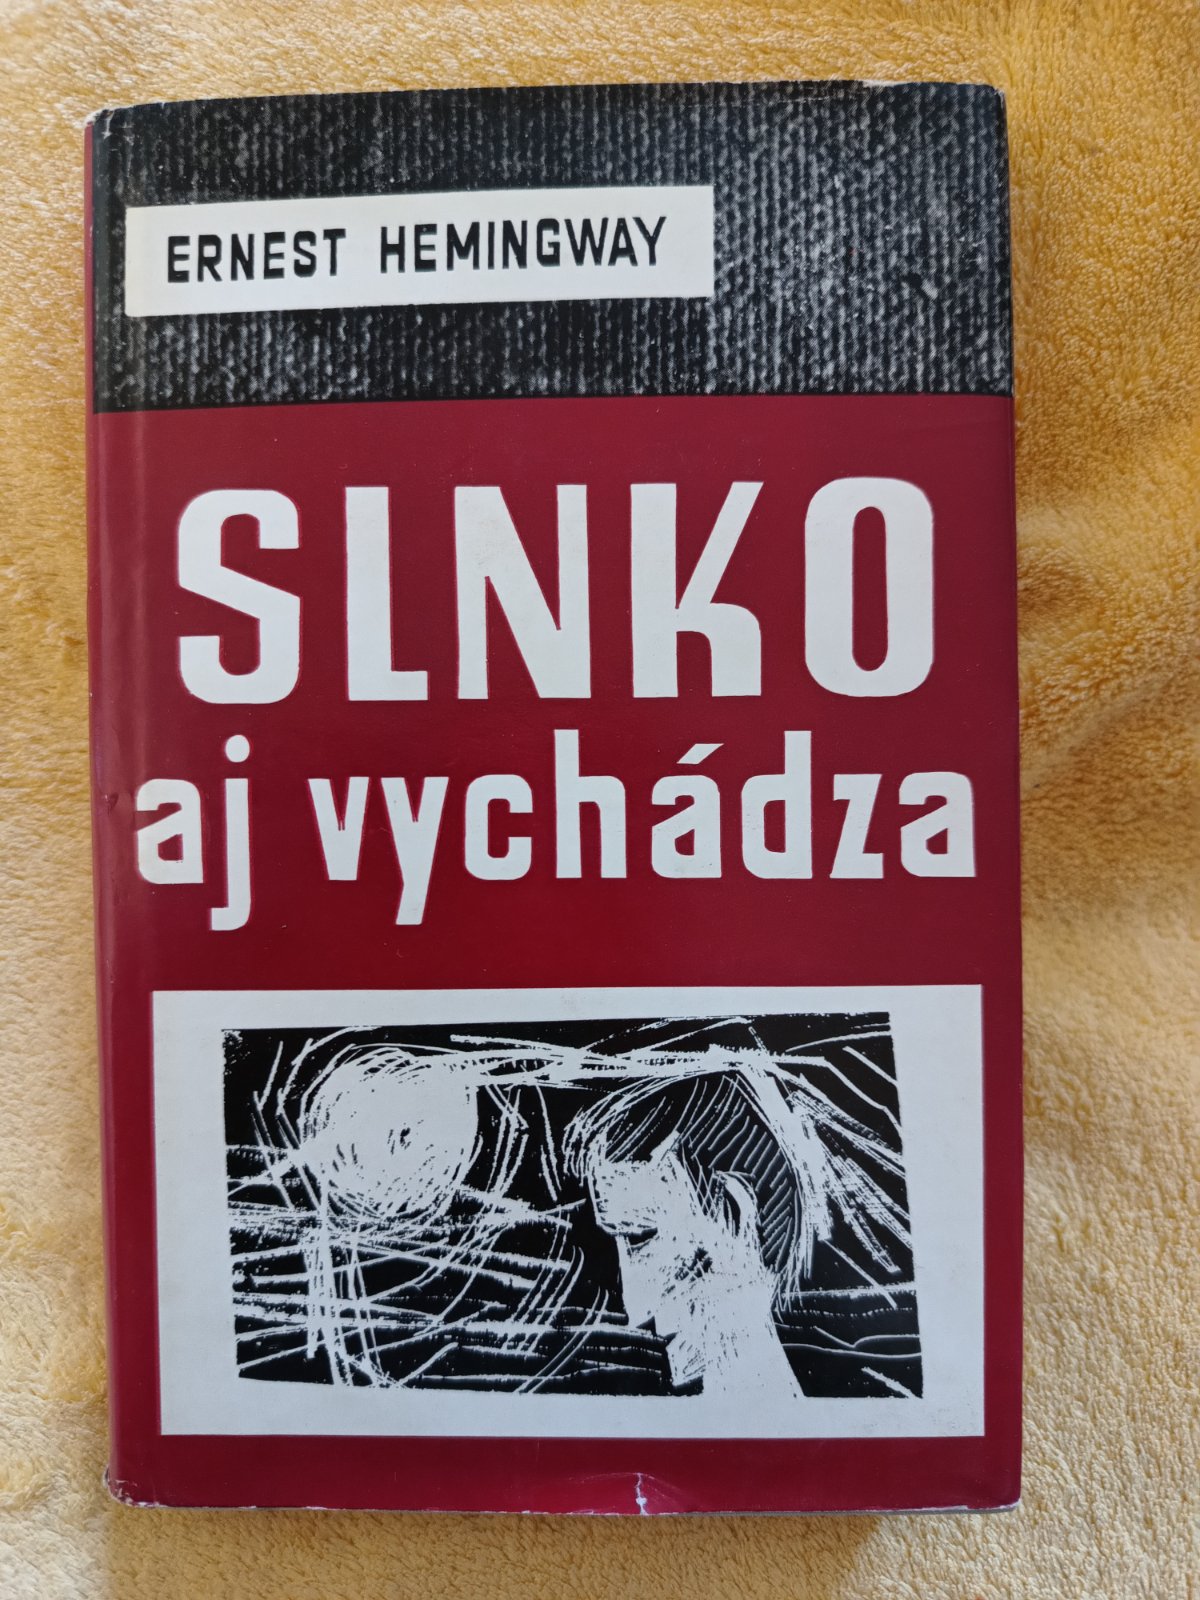 ERNEST HEMINGWAY
SLNKO
aj vychádza